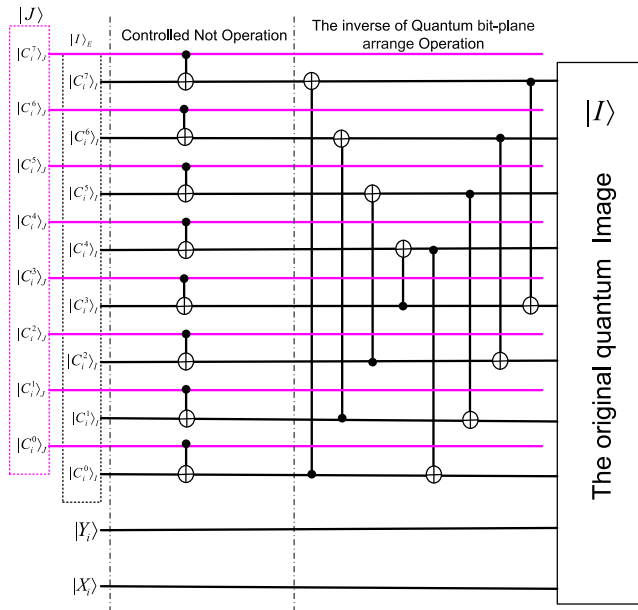 |J⟩
|I⟩_E
Controlled Not Operation
The inverse of Quantum bit-plane
arrange Operation
|C_i^7⟩_J
|C_i^7⟩_I
|C_i^6⟩_J
|C_i^6⟩_I
|C_i^5⟩_J
|C_i^5⟩_I
|C_i^4⟩_J
|C_i^4⟩_I
|C_i^3⟩_J
|C_i^3⟩_I
|C_i^2⟩_J
|C_i^2⟩_I
|C_i^1⟩_J
|C_i^1⟩_I
|C_i^0⟩_J
|C_i^0⟩_I
|Y_i⟩
|X_i⟩
|I⟩
The original quantum Image